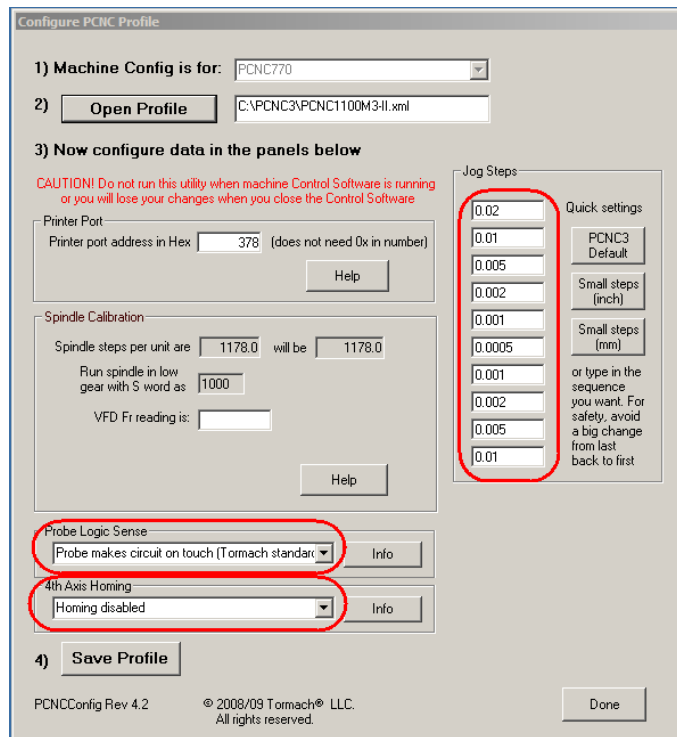 Configure PCNC Profile
1) Machine Config is for: PCNC770
2) Open Profile C:\PCNC3\PCNC1100M3-II.xml
3) Now configure data in the panels below
CAUTION! Do not run this utility when machine Control Software is running
or you will lose your changes when you close the Control Software
Printer Port
Printer port address in Hex 378 (does not need 0x in number)
Help
Spindle Calibration
Spindle steps per unit are 1178.0 will be 1178.0
Run spindle in low
gear with S word as 1000
VFD Fr reading is:
Help
Probe Logic Sense
Probe makes circuit on touch (Tormach standard Info
4th Axis Homing
Homing disabled Info
4) Save Profile
PCNCConfig Rev 4.2
© 2008/09 Tormach® LLC.
All rights reserved.
Jog Steps
0.02
0.01
0.005
0.002
0.001
0.0005
0.001
0.002
0.005
0.01
Quick settings
PCNC3
Default
Small steps
(inch)
Small steps
(mm)
or type in the
sequence
you want. For
safety, avoid
a big change
from last
back to first
Done